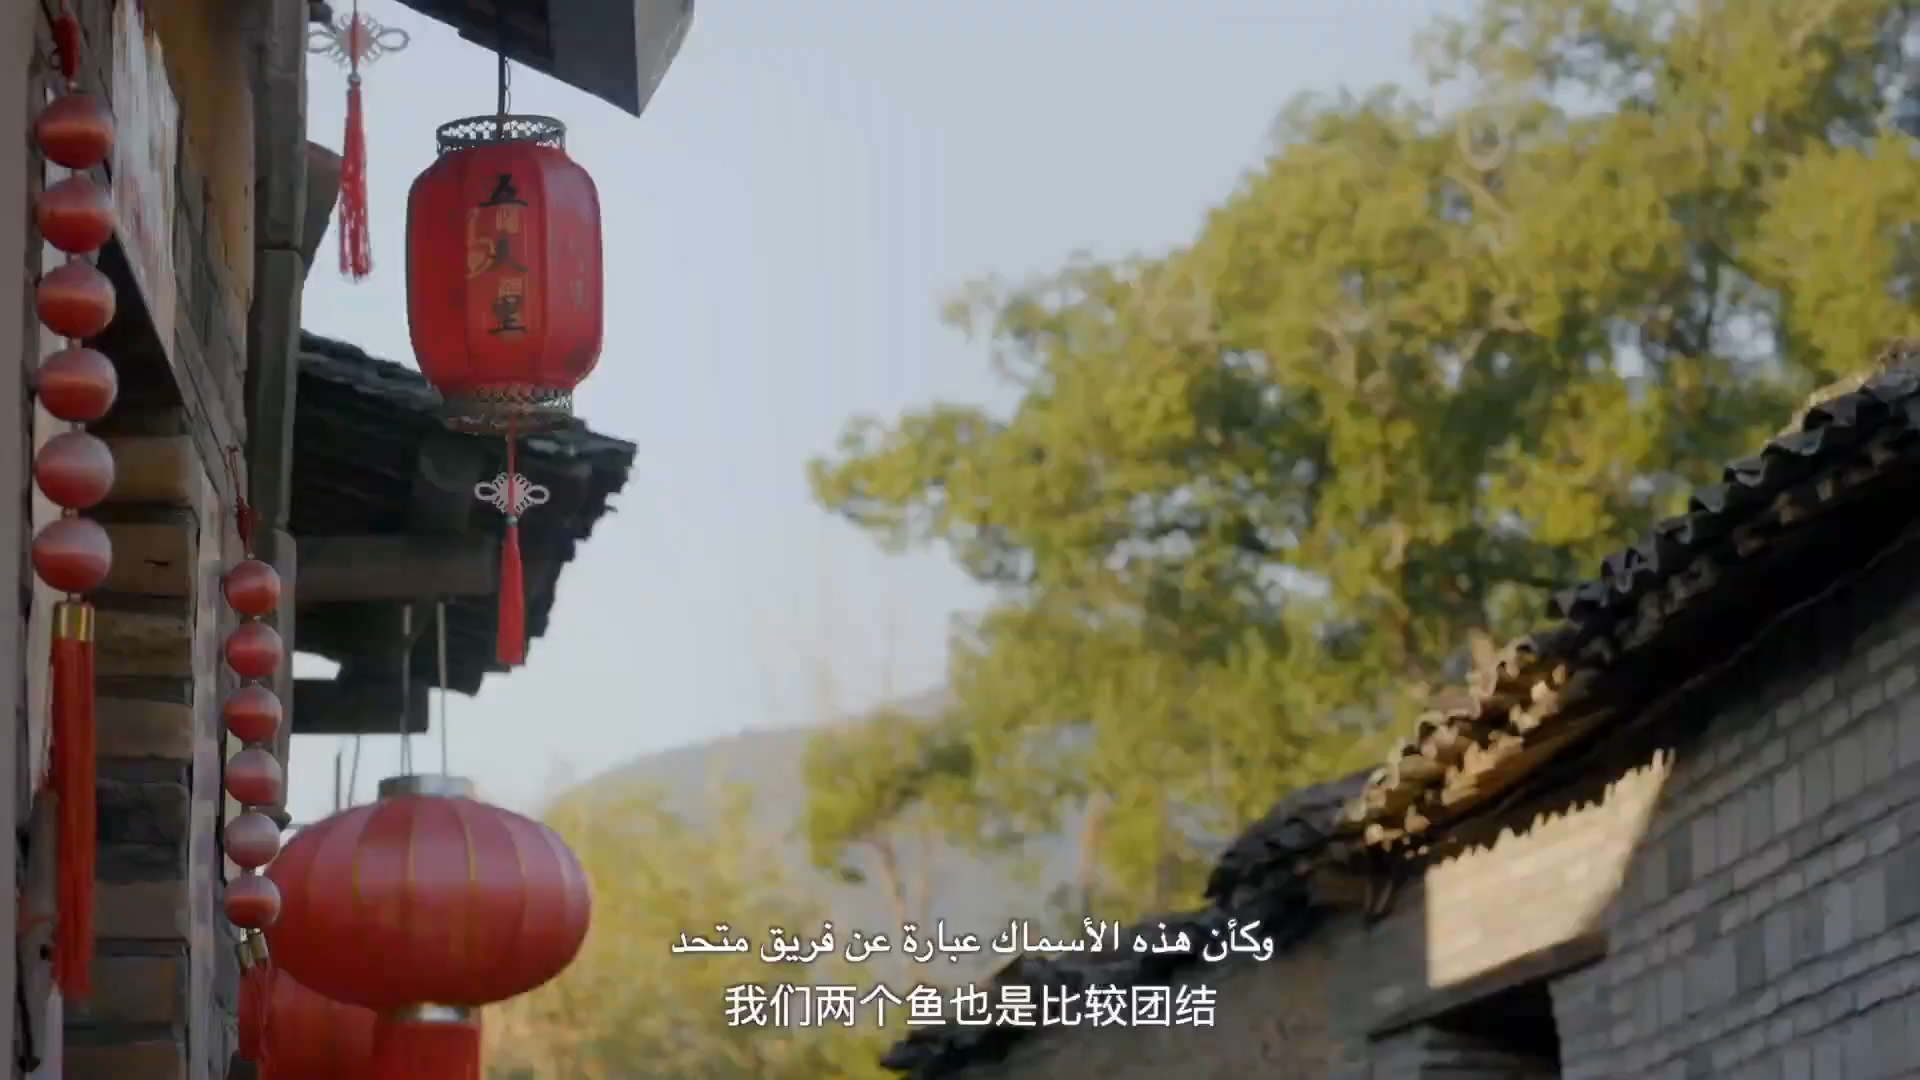 五
夫
里
وكأن هذه الأسماك عبارة عن فريق متحد
我们两个鱼也是比较团结